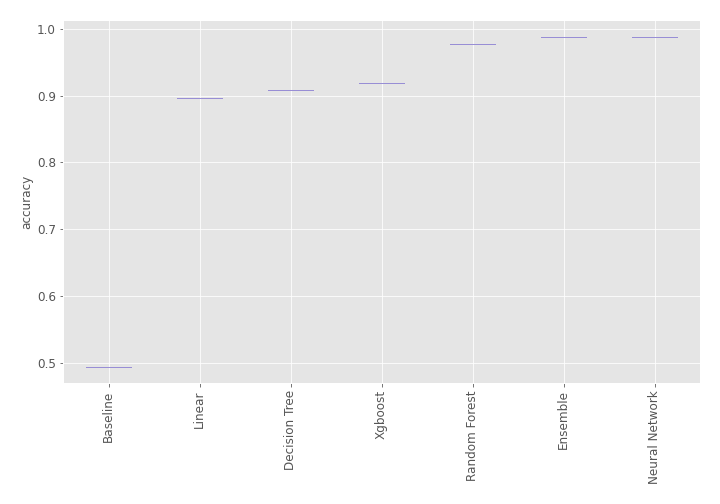 1.0
0.9
0.8
0.7
0.6
0.5
accuracy
Baseline
Linear
Decision Tree
Xgboost
Random Forest
Ensemble
Neural Network